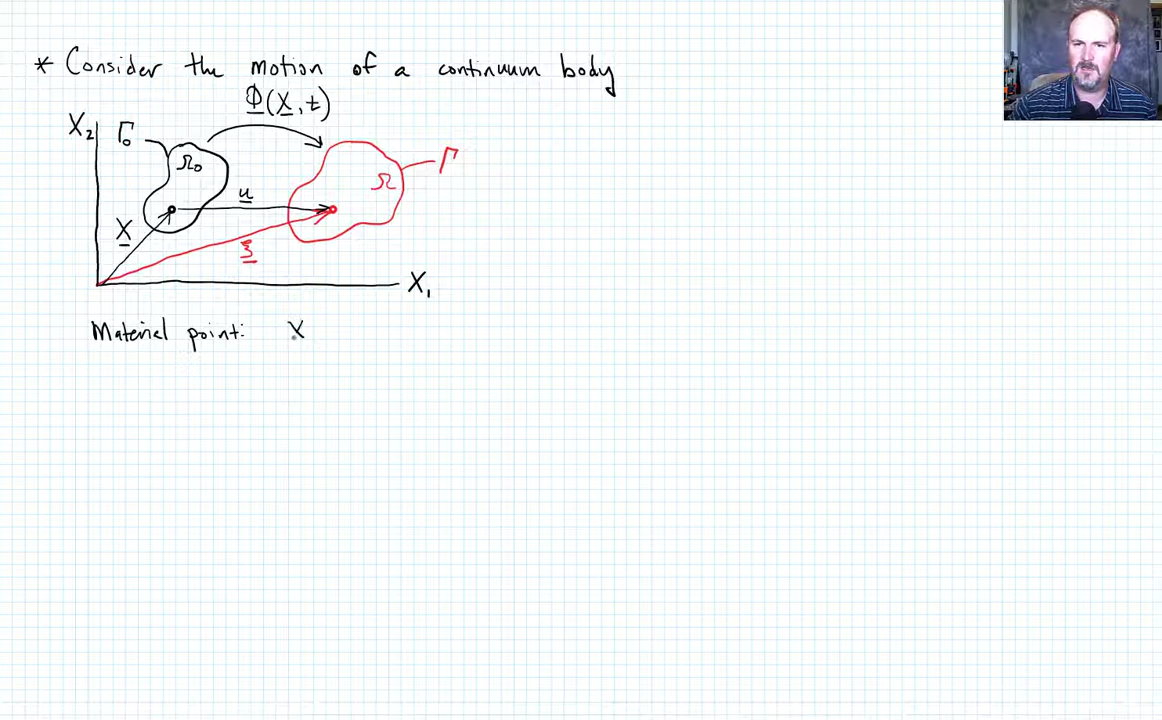 * Consider the motion of a continuum body
Φ(X, t)
X₂
Γ₀
Ω₀
Γ
Ω
u
X
ξ
X₁
Material point: X